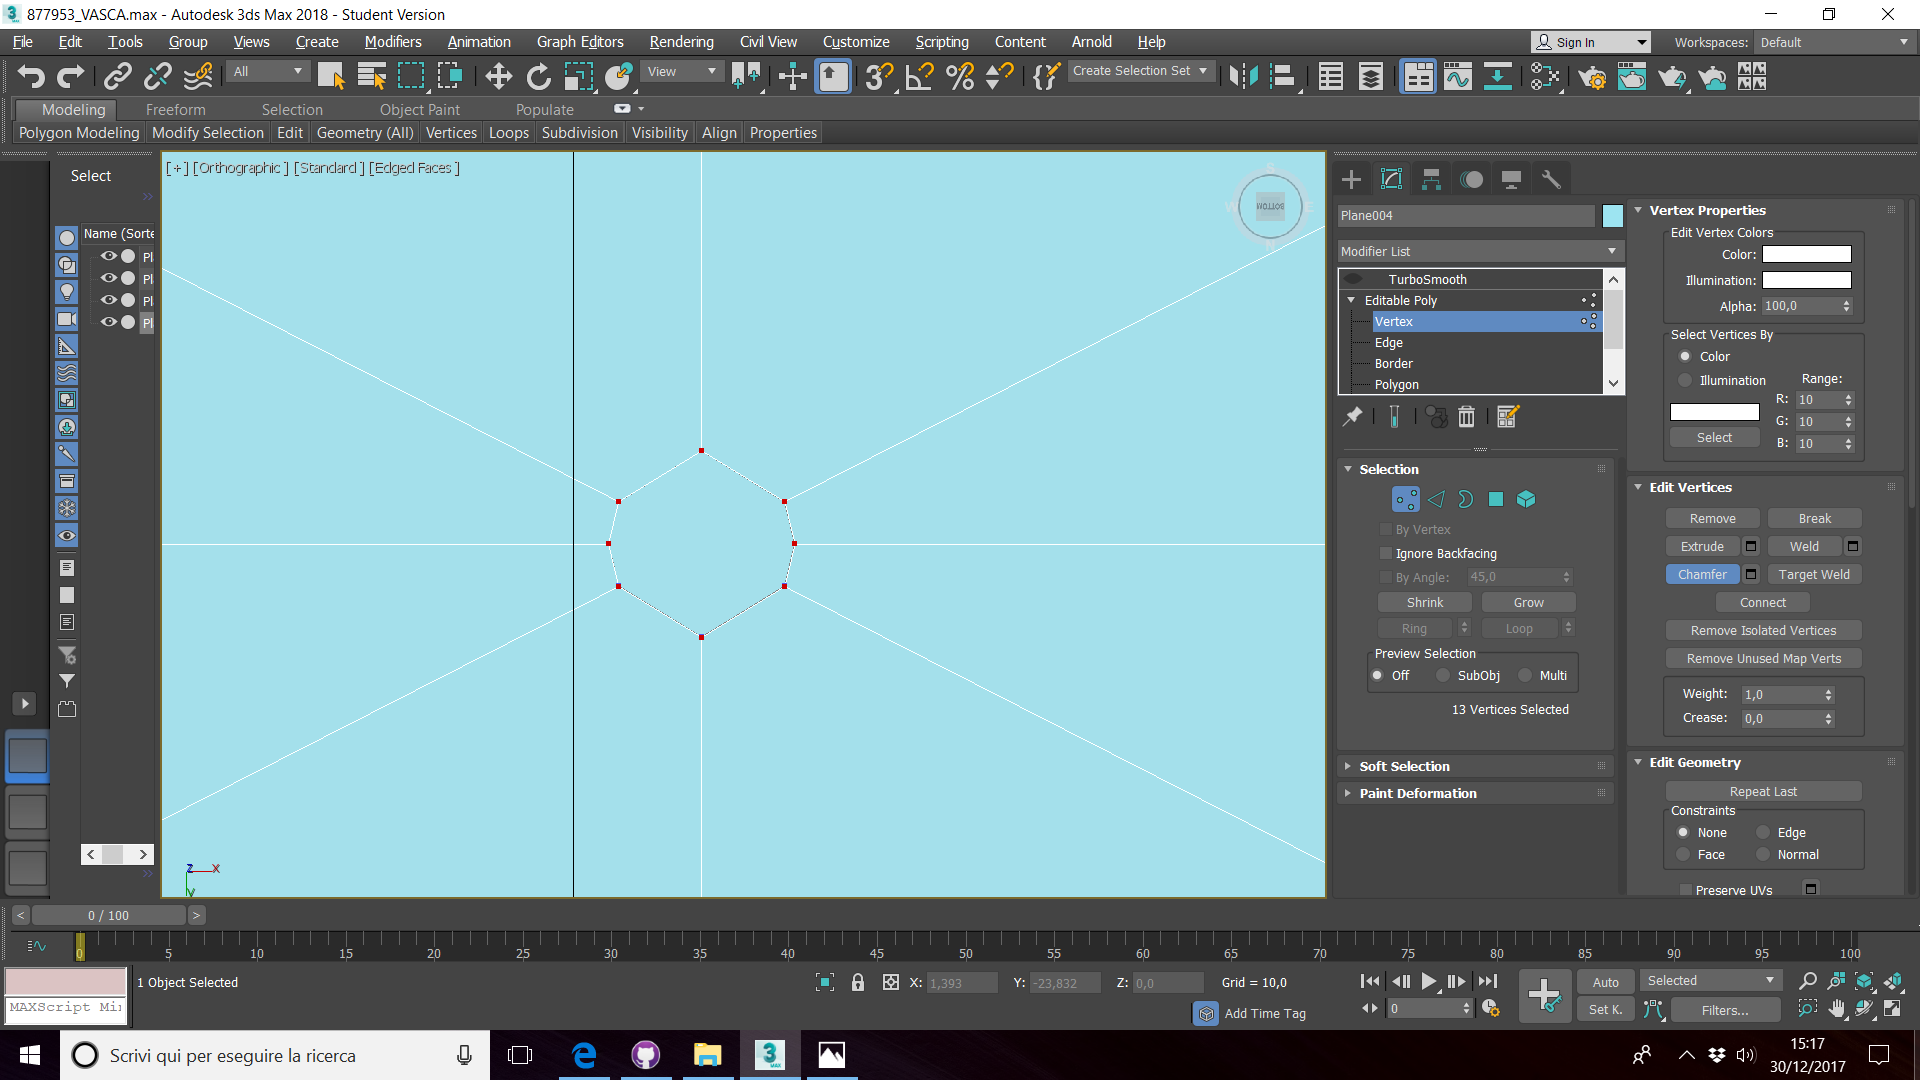 877953_VASCA.max - Autodesk 3ds Max 2018 - Student Version
File Edit Tools Group Views Create Modifiers Animation Graph Editors Rendering Civil View Customize Scripting Content Arnold Help
Sign In
Workspaces: Default
All
View
Create Selection Set
Modeling Freeform Selection Object Paint Populate
Polygon Modeling Modify Selection Edit Geometry (All) Vertices Loops Subdivision Visibility Align Properties
Select
Name (Sorte
Pl
Pl
Pl
Pl
[+] [Orthographic ] [Standard ] [Edged Faces ]
S
W BOTTOM E
N
z x
y
Plane004
Modifier List
TurboSmooth
Editable Poly
Vertex
Edge
Border
Polygon
Selection
By Vertex
Ignore Backfacing
By Angle: 45,0
Shrink Grow
Ring Loop
Preview Selection
Off SubObj Multi
13 Vertices Selected
Soft Selection
Paint Deformation
Vertex Properties
Edit Vertex Colors
Color:
Illumination:
Alpha: 100,0
Select Vertices By
Color
Illumination Range:
R: 10
G: 10
Select B: 10
Edit Vertices
Remove Break
Extrude Weld
Chamfer Target Weld
Connect
Remove Isolated Vertices
Remove Unused Map Verts
Weight: 1,0
Crease: 0,0
Edit Geometry
Repeat Last
Constraints
None Edge
Face Normal
Preserve UVs
< 0 / 100 >
0 5 10 15 20 25 30 35 40 45 50 55 60 65 70 75 80 85 90 95 100
MAXScript Mi
1 Object Selected
X: 1,393 Y: -23,832 Z: 0,0 Grid = 10,0
Add Time Tag
0
Auto Selected
Set K. Filters...
Scrivi qui per eseguire la ricerca
3
MAX
15:17
30/12/2017